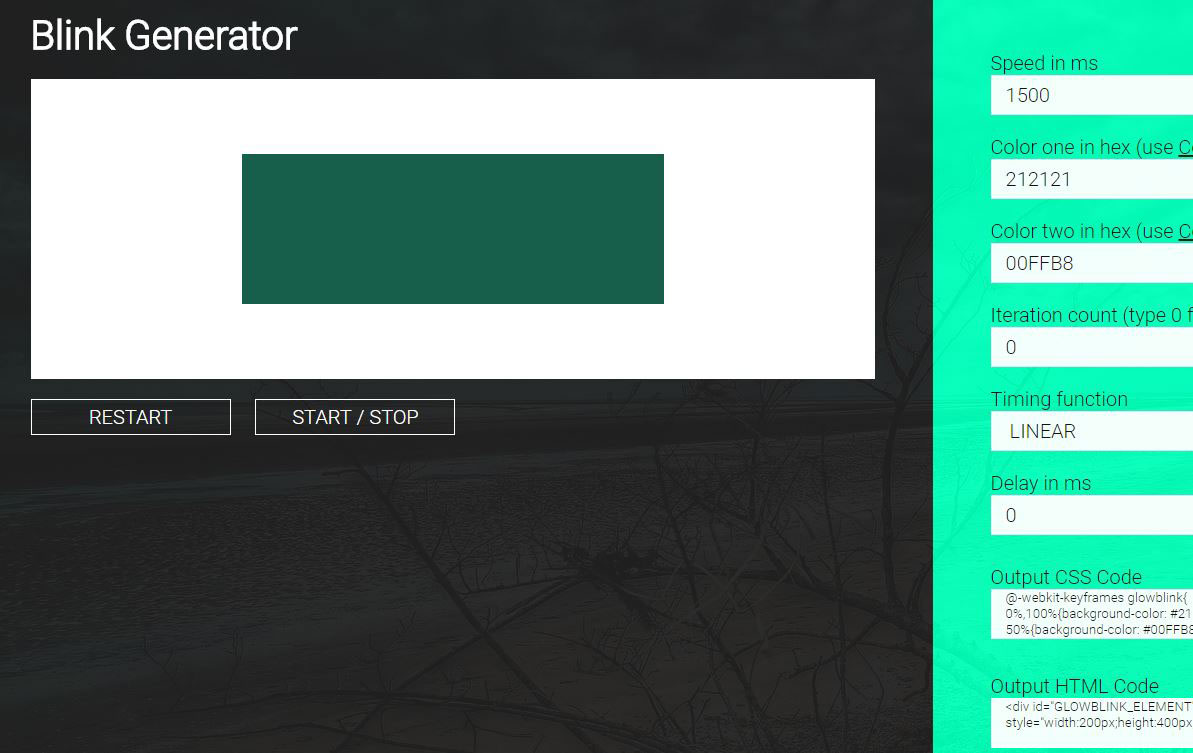 Blink Generator
RESTART
START / STOP
Speed in ms
1500
Color one in hex (use
212121
Color two in hex (use
00FFB8
Iteration count (type 0
0
Timing function
LINEAR
Delay in ms
0
Output CSS Code
@-webkit-keyframes glowblink{
0%,100%{background-color: #21
50%{background-color: #00FFB8
Output HTML Code
<div id="GLOWBLINK_ELEMENT"
style="width:200px;height:400px